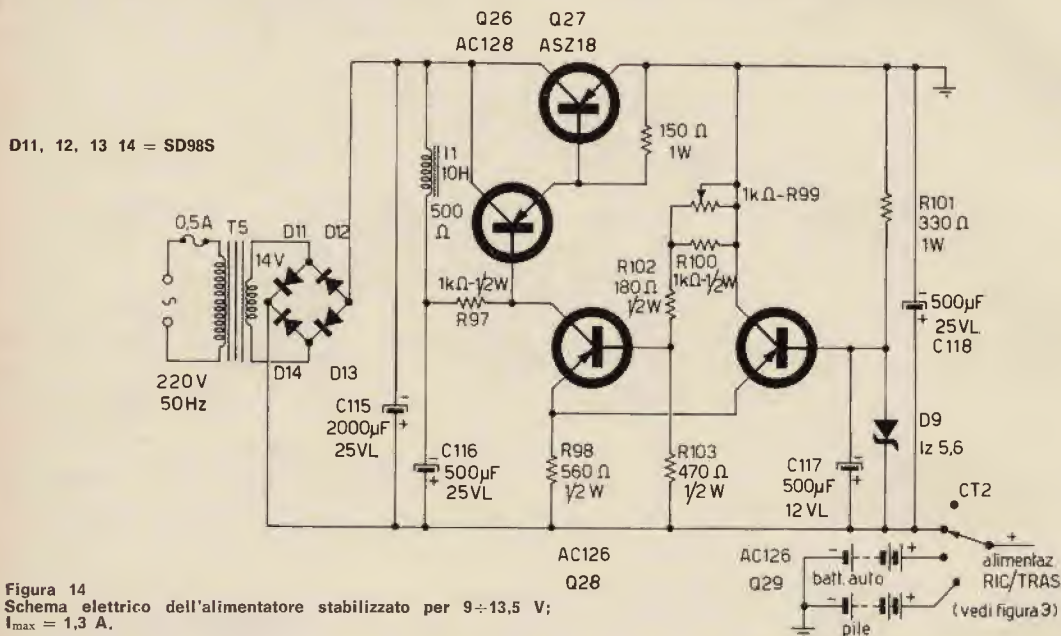 Q26 Q27
AC128 ASZ18
D11, 12, 13 14 = SD98S
I1
10H
500
Ω
150 Ω
1W
1kΩ-R99
R101
330 Ω
1W
0,5A T5
D11 D12
14V
S
R102
180Ω
1/2W
R100
1kΩ-1/2W
1kΩ-1/2W
R97
500µF
25VL
C118
D14 D13
220V
50Hz
C115
2000µF
25VL
C116
500µF
25VL
R98
560 Ω
1/2 W
R103
470 Ω
1/2 W
C117
500µF
12VL
D9
Iz 5,6
CT2
AC126
Q28
AC126
Q29
batt. auto
pile
alimentaz
RIC/TRAS
(vedi figura 3)
Figura 14
Schema elettrico dell'alimentatore stabilizzato per 9÷13,5 V;
Imax = 1,3 A.